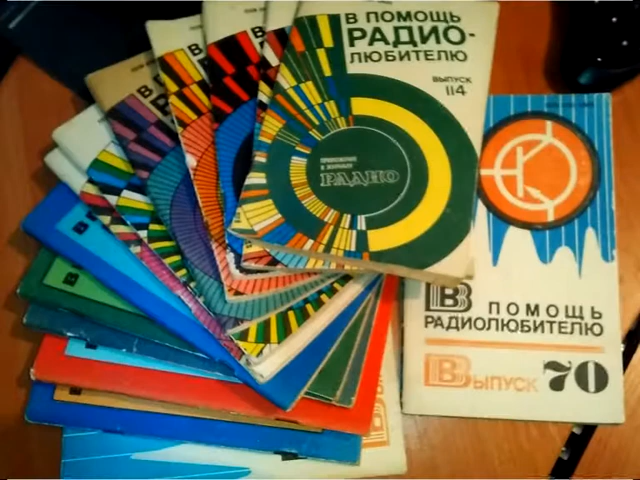 В ПОМОЩЬ
РАДИО-
ЛЮБИТЕЛЮ
ВЫПУСК
114
ПРИЛОЖЕНИЕ
К ЖУРНАЛУ
РАДИО
В ПОМОЩЬ
РАДИОЛЮБИТЕЛЮ
ВЫПУСК 70